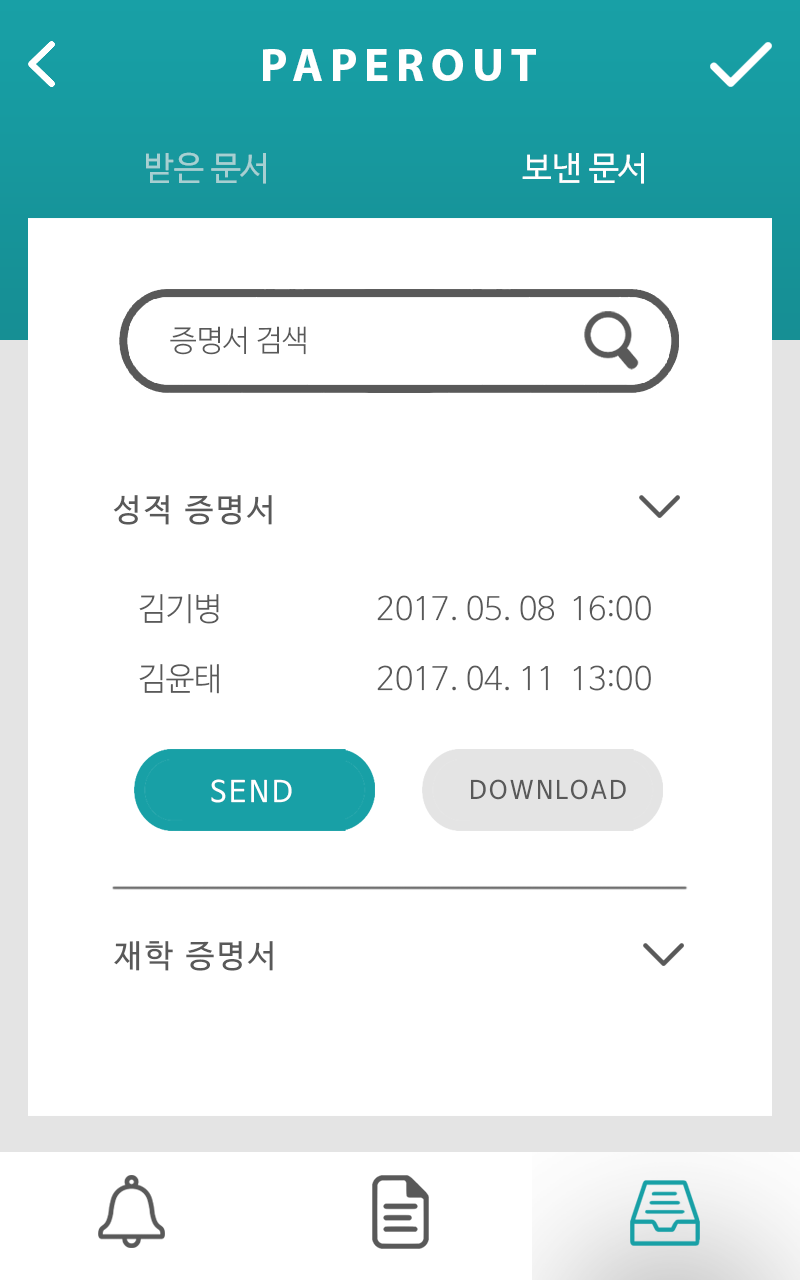 PAPEROUT
받은 문서 보낸 문서
증명서 검색
성적 증명서
김기병 2017. 05. 08 16:00
김윤태 2017. 04. 11 13:00
SEND DOWNLOAD
재학 증명서